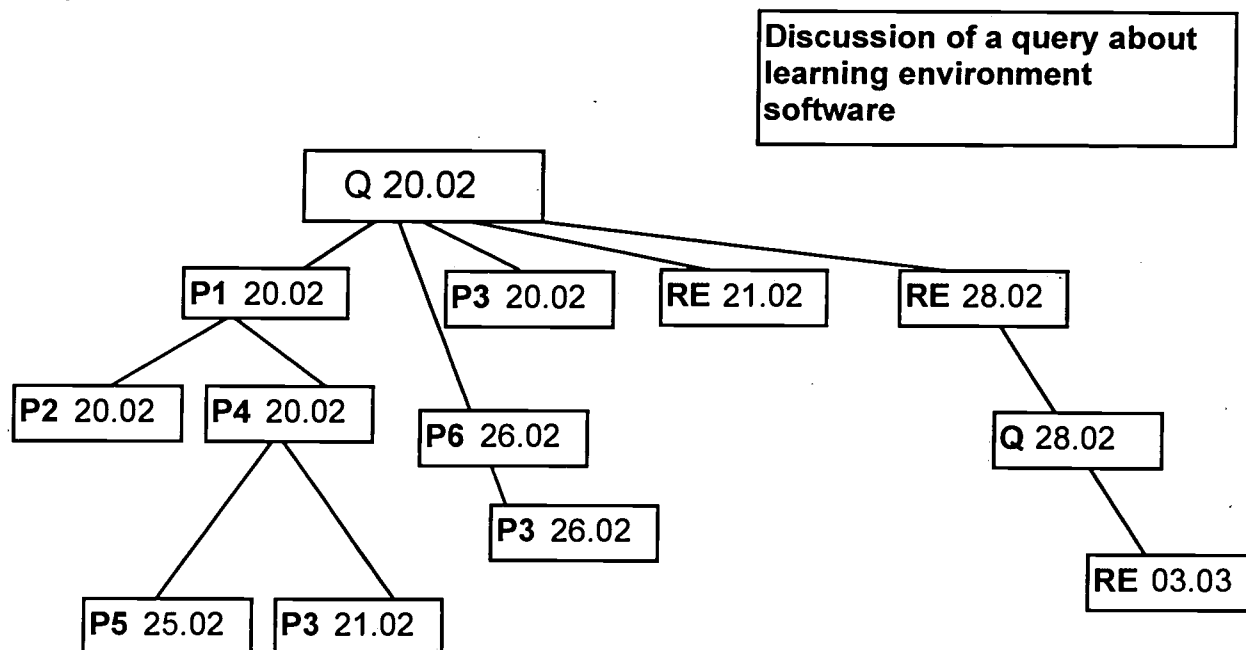 Discussion of a query about
learning environment
software
Q 20.02
P1 20.02
P3 20.02
RE 21.02
RE 28.02
P2 20.02
P4 20.02
P6 26.02
Q 28.02
P3 26.02
RE 03.03
P5 25.02
P3 21.02